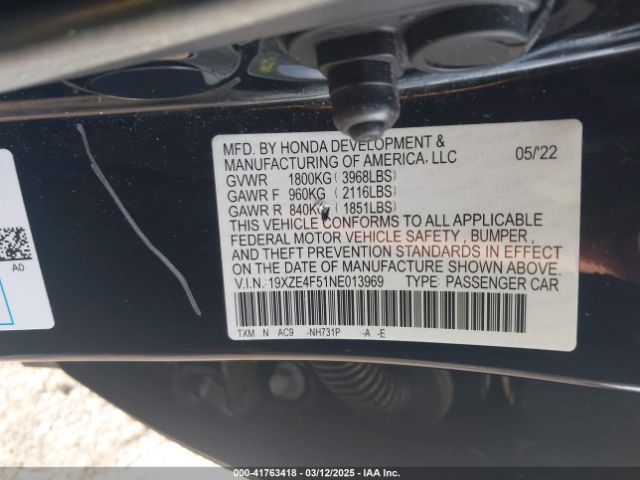 MFD. BY HONDA DEVELOPMENT &
MANUFACTURING OF AMERICA, LLC 05/'22
GVWR 1800KG ( 3968LBS)
GAWR F 960KG ( 2116LBS)
GAWR R 840KG ( 1851LBS)
THIS VEHICLE CONFORMS TO ALL APPLICABLE
FEDERAL MOTOR VEHICLE SAFETY , BUMPER ,
AND THEFT PREVENTION STANDARDS IN EFFECT
ON THE DATE OF MANUFACTURE SHOWN ABOVE.
V.I.N. 19XZE4F51NE013969 TYPE: PASSENGER CAR
TXM N AC9 -NH731P -A -E
A0
000-41763418 - 03/12/2025 - IAA Inc.